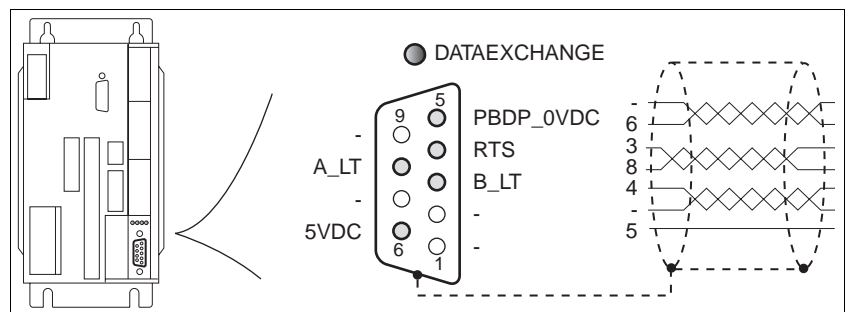 DATAEXCHANGE
5
9
PBDP_0VDC
-
RTS
A_LT
B_LT
-
-
5VDC
-
6
1
-
6
3
8
4
-
5